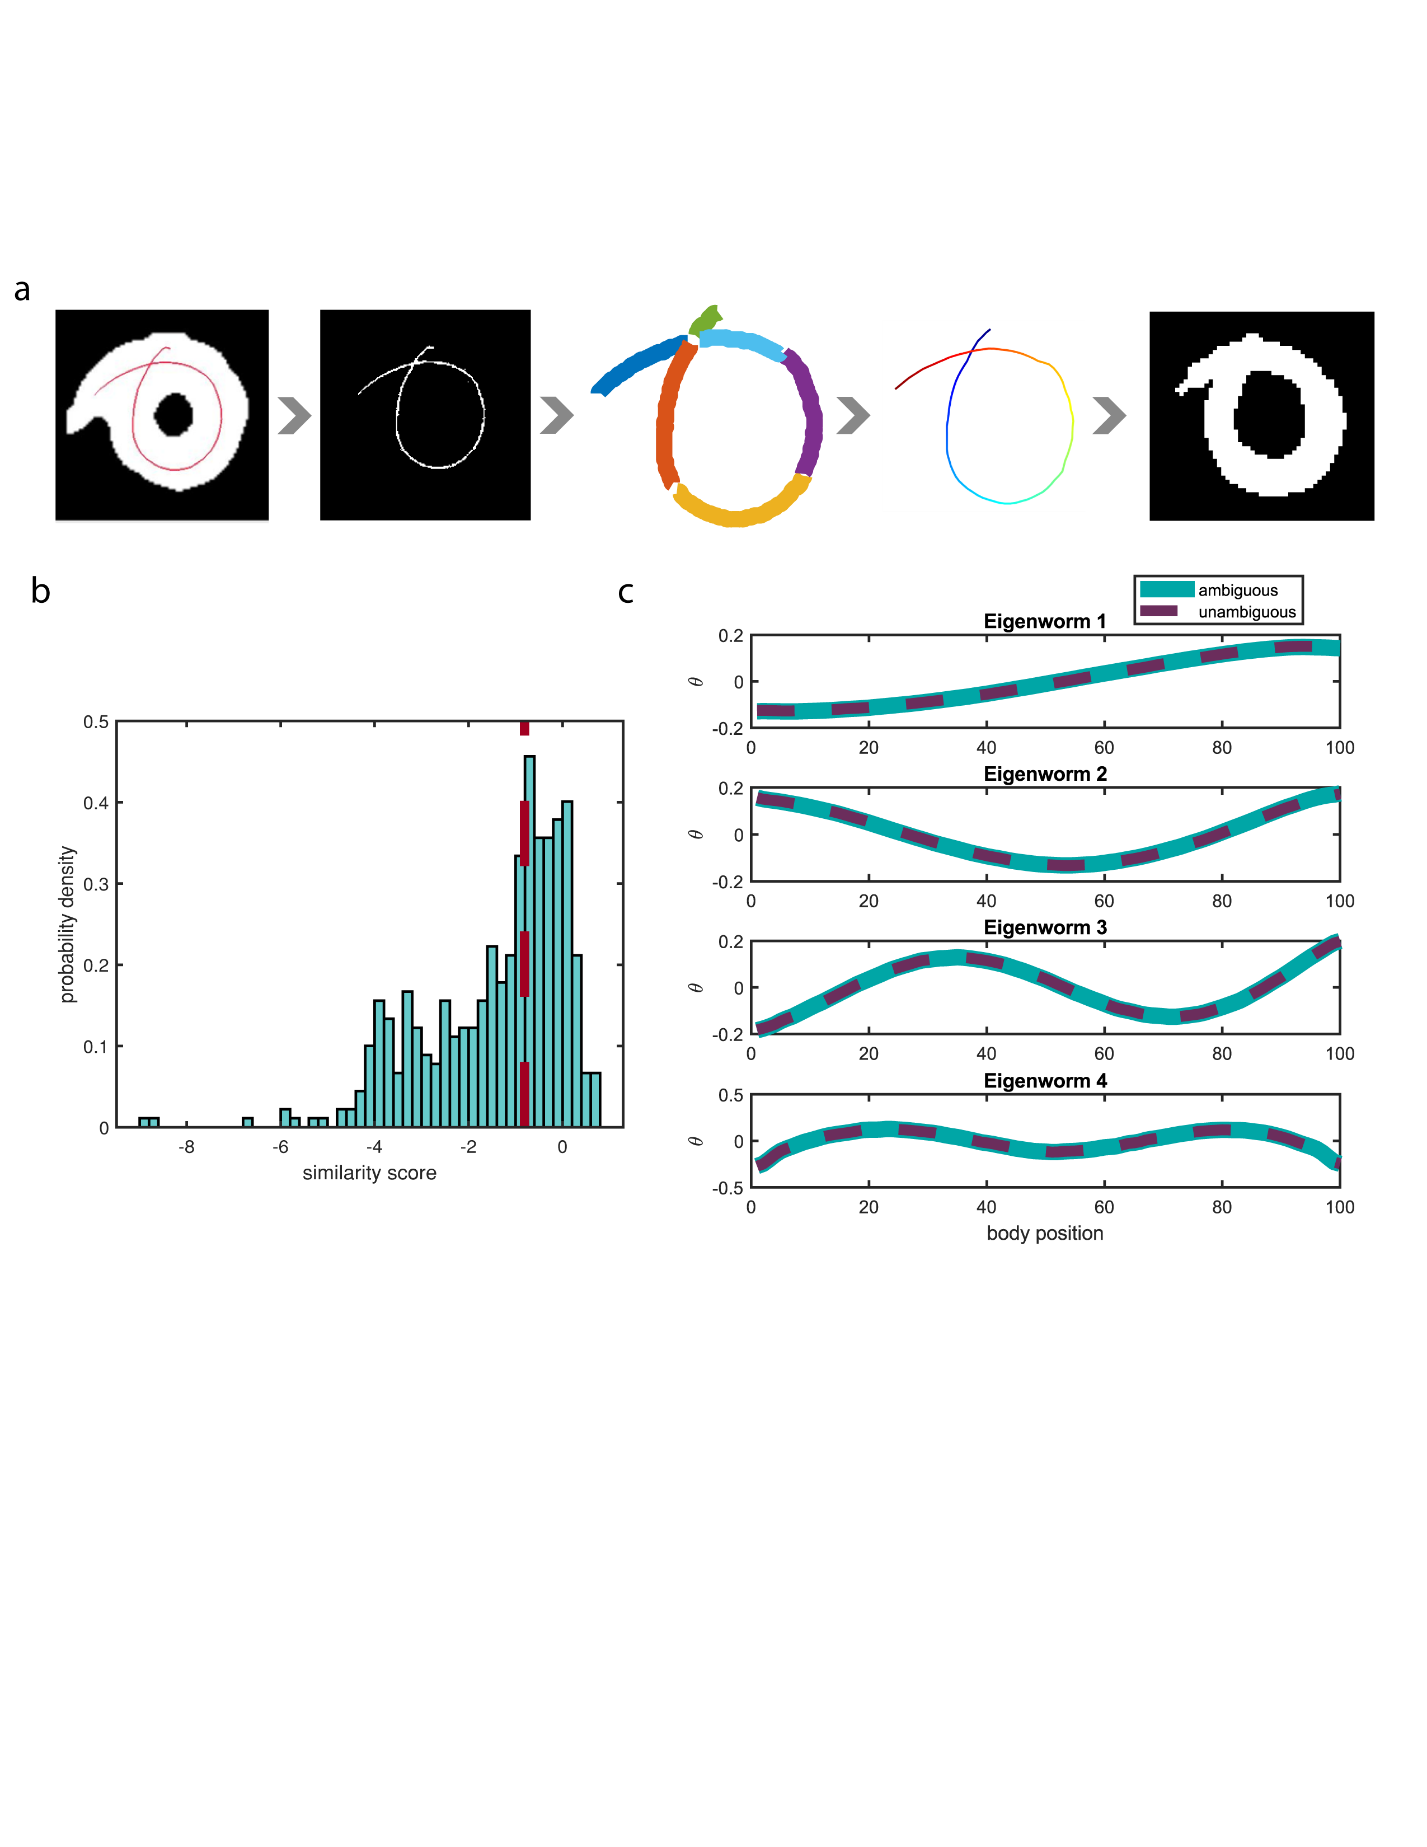 a
b
c
ambiguous
unambiguous
Eigenworm 1
0.2
0
-0.2
θ
0 20 40 60 80 100
Eigenworm 2
0.2
0
-0.2
θ
0 20 40 60 80 100
Eigenworm 3
0.2
0
-0.2
θ
0 20 40 60 80 100
Eigenworm 4
0.5
0
-0.5
θ
0 20 40 60 80 100
body position
0.5
0.4
0.3
0.2
0.1
0
probability density
-8 -6 -4 -2 0
similarity score